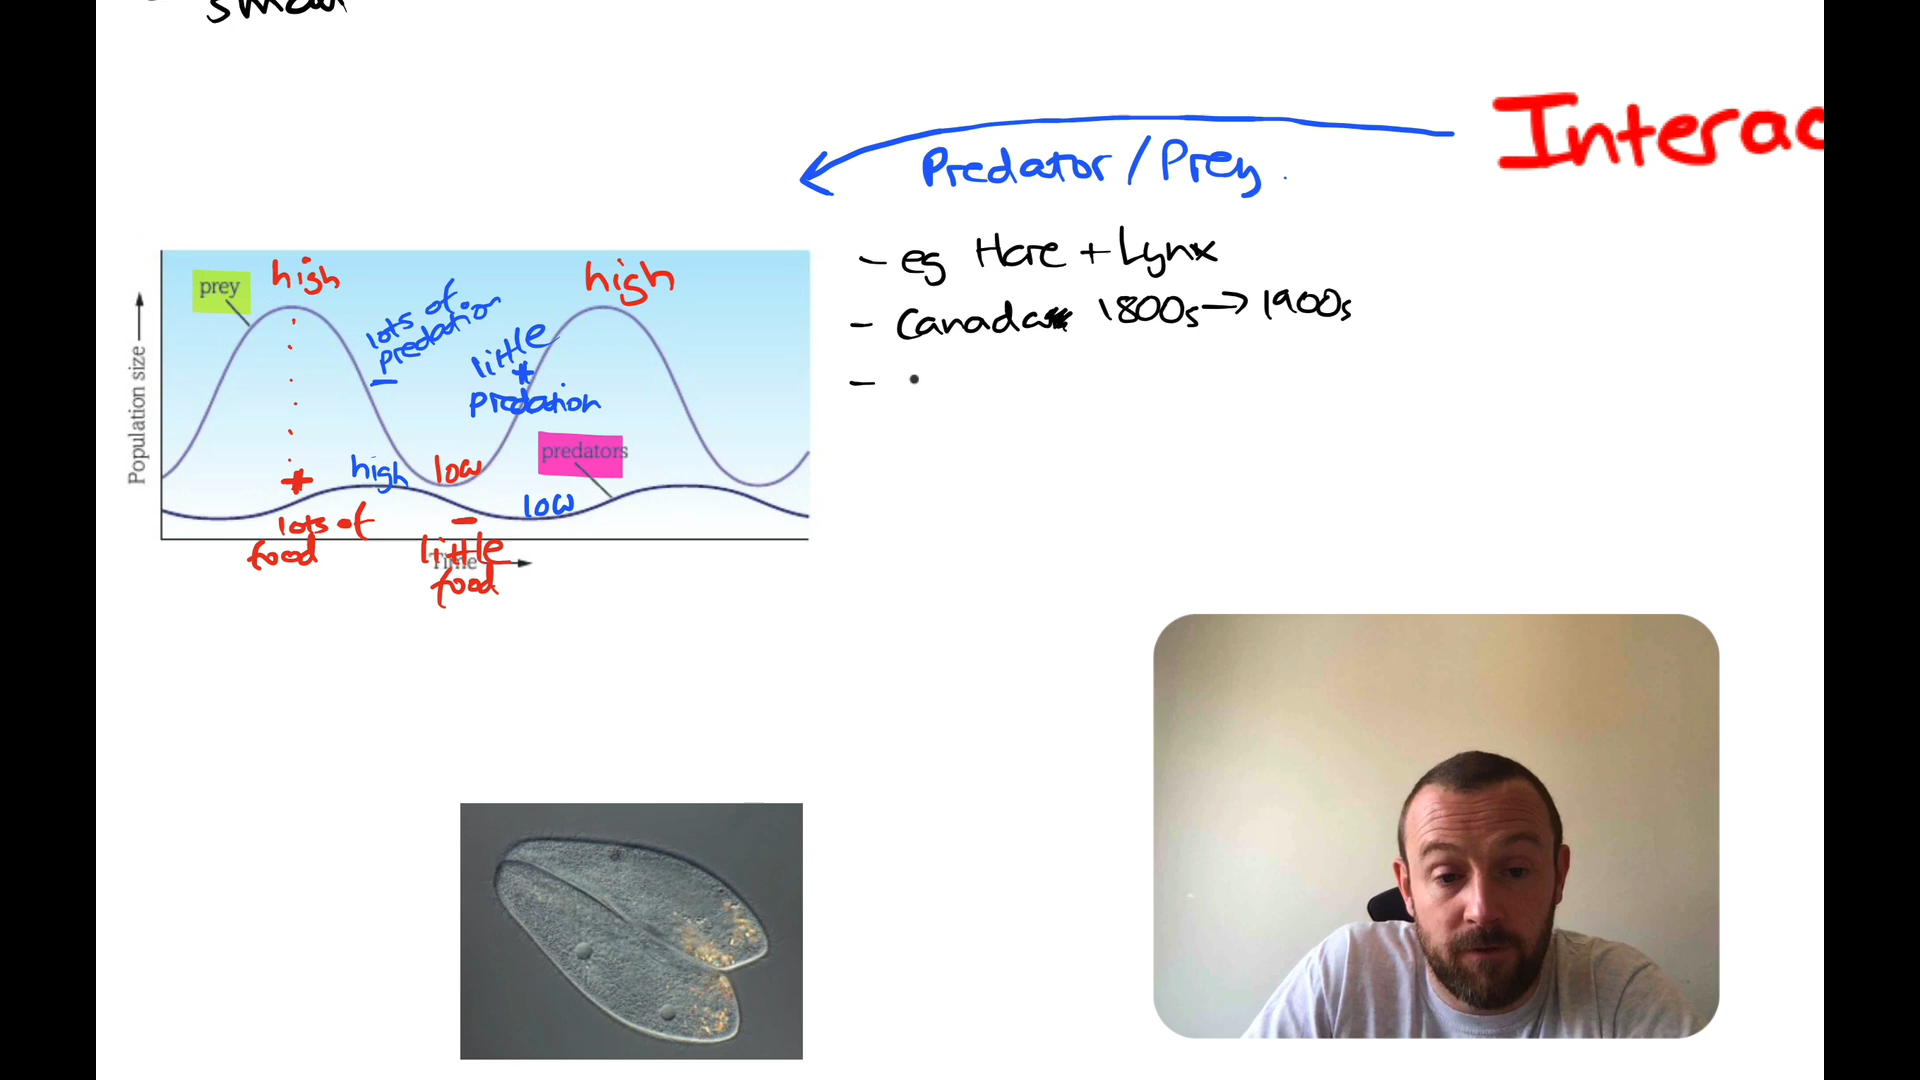 small
Interac
Predator / Prey .
- eg Hare + Lynx
- Canada 1800s → 1900s
-
prey
high
high
lots of
predation
-
little
+
predation
predators
high
low
low
+
lots of
food
-
little
food
Population size
Time